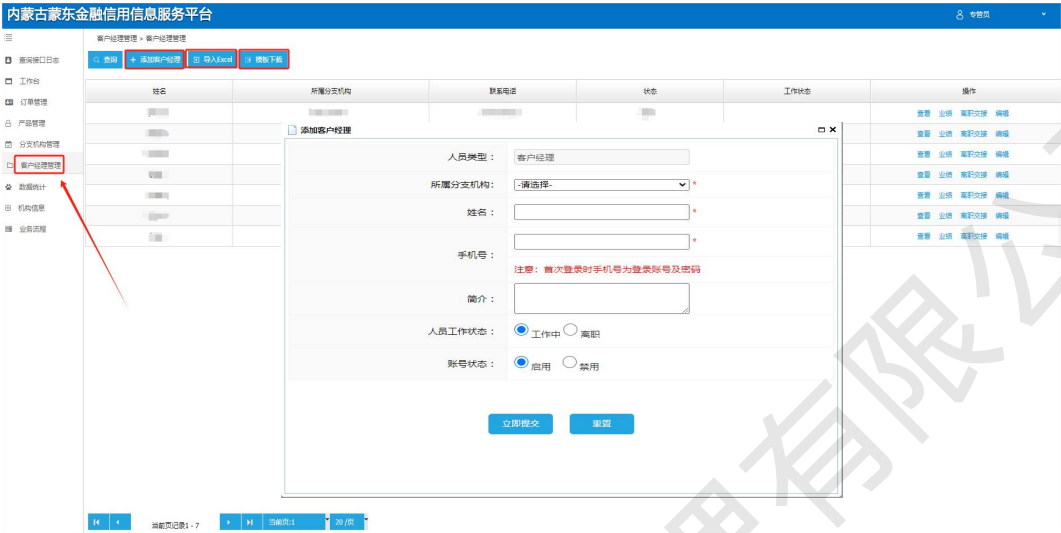 内蒙古蒙东金融信用信息服务平台
专管员
客户经理管理 > 客户经理管理
查询 添加客户经理 导入Excel 模板下载
查询接口日志
工作台
订单管理
产品管理
分支机构管理
客户经理管理
数据统计
机构信息
业务流程
姓名 所属分支机构 联系电话 状态 工作状态 操作
查看 业绩 离职交接 编辑
查看 业绩 离职交接 编辑
查看 业绩 离职交接 编辑
查看 业绩 离职交接 编辑
查看 业绩 离职交接 编辑
查看 业绩 离职交接 编辑
查看 业绩 离职交接 编辑
添加客户经理
人员类型： 客户经理
所属分支机构： -请选择- *
姓名： *
手机号： *
注意：首次登录时手机号为登录账号及密码
简介：
人员工作状态： 工作中 离职
账号状态： 启用 禁用
立即提交 重置
当前页记录1 - 7 当前页:1 20 /页
有限公